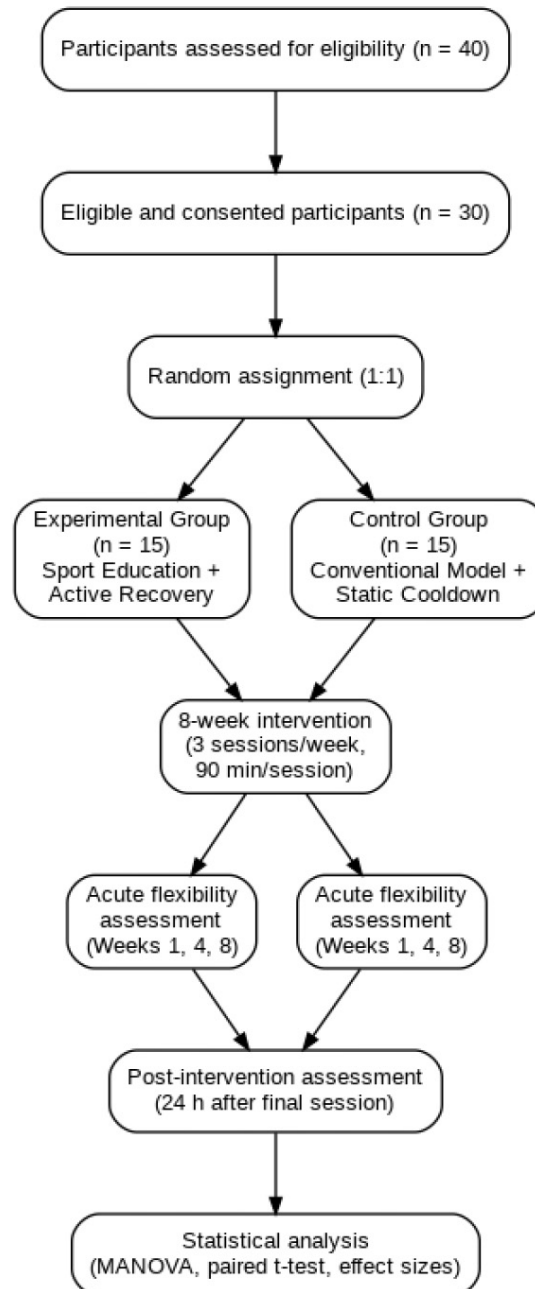 Participants assessed for eligibility (n = 40)
Eligible and consented participants (n = 30)
Random assignment (1:1)
Experimental Group
(n = 15)
Sport Education +
Active Recovery
Control Group
(n = 15)
Conventional Model +
Static Cooldown
8-week intervention
(3 sessions/week,
90 min/session)
Acute flexibility
assessment
(Weeks 1, 4, 8)
Acute flexibility
assessment
(Weeks 1, 4, 8)
Post-intervention assessment
(24 h after final session)
Statistical analysis
(MANOVA, paired t-test, effect sizes)